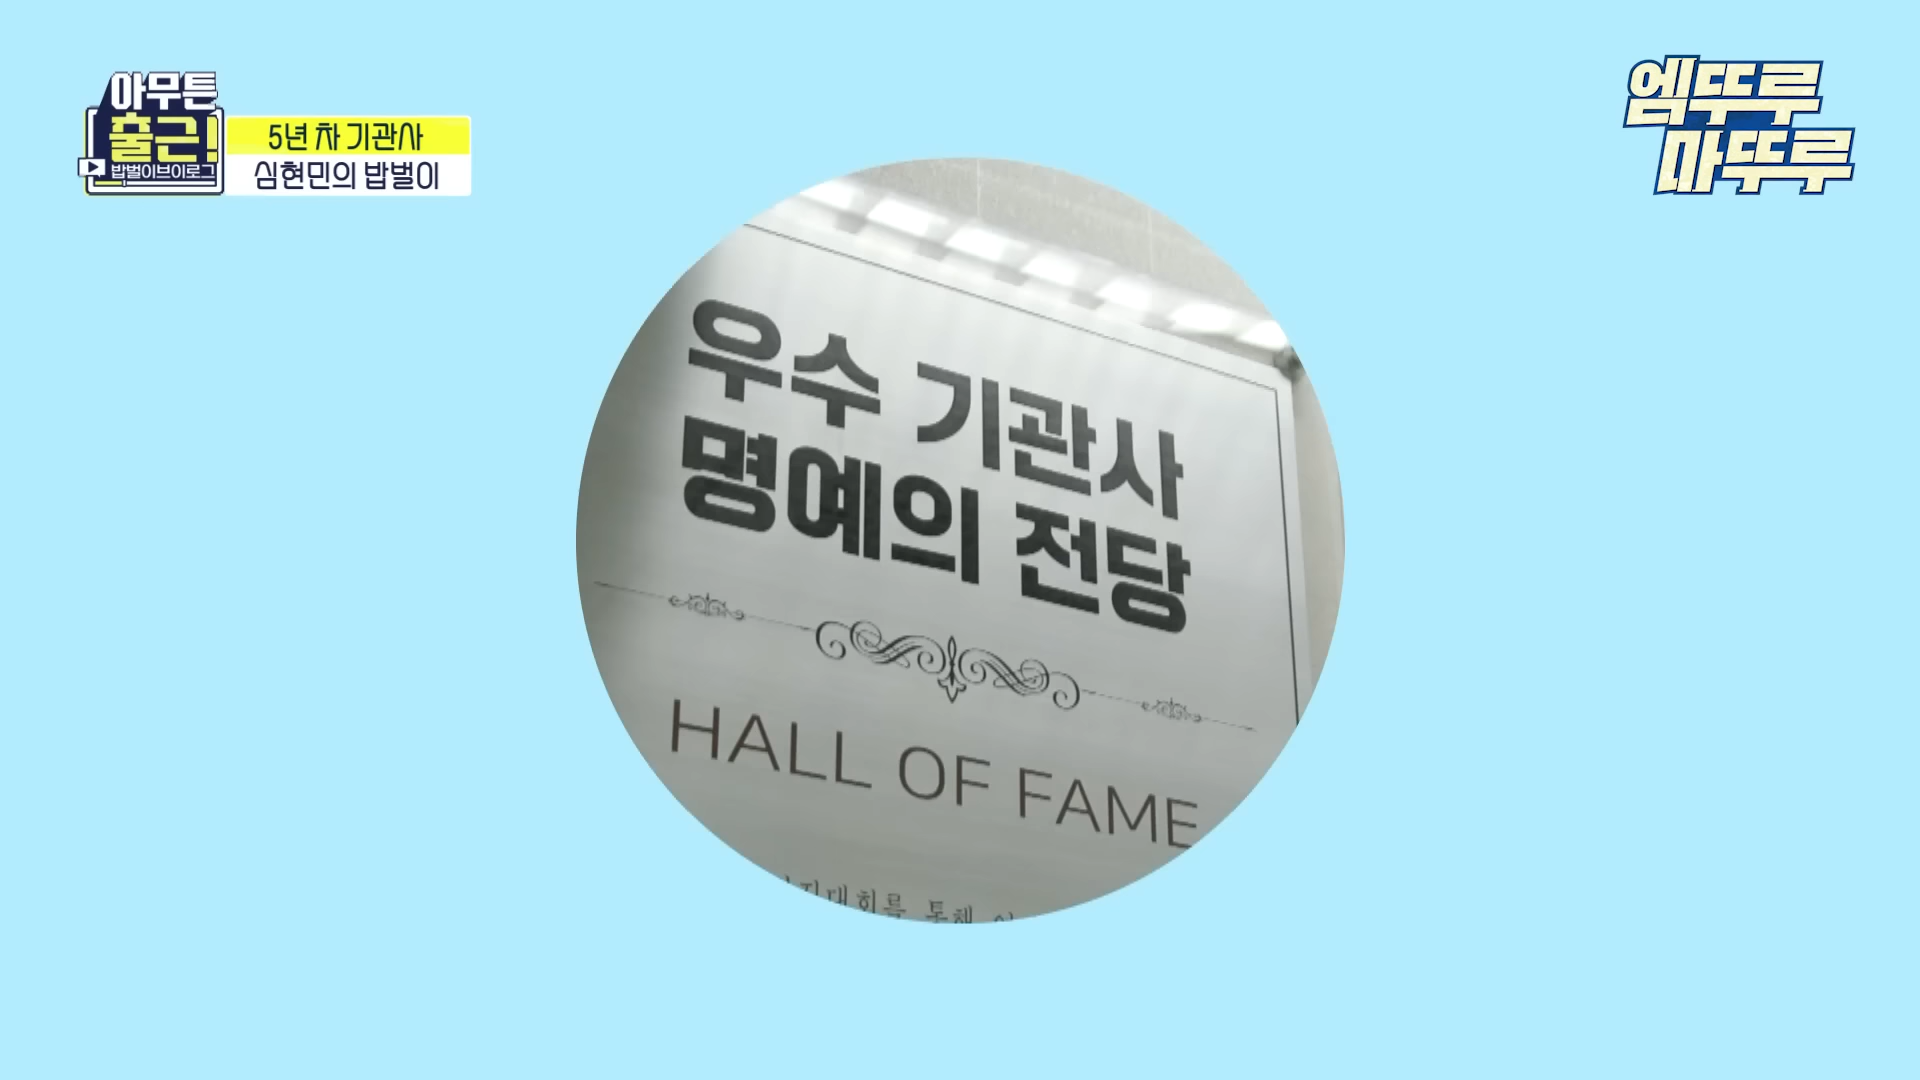 아무튼
출근!
밥벌이브이로그
5년 차 기관사
심현민의 밥벌이
엠뚜루
마뚜루
우수 기관사
명예의 전당
HALL OF FAME
통해